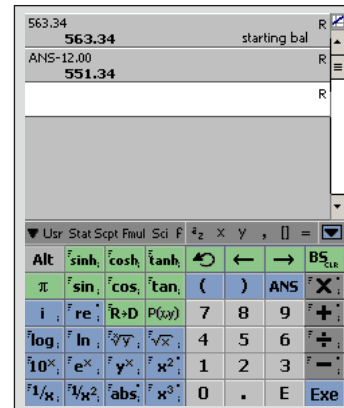 563.34 R
563.34 starting bal
ANS-12.00 R
551.34
R
Usr Stat Scpt Fmul Sci F ª₂ × y , [] =
Alt sinh cosh tanh ← → BS CLR
π sin cos tan ( ) ANS X
i re R→D P(x,y) 7 8 9 +
log ln ˣ√y √x 4 5 6 ÷
10ˣ eˣ yˣ x² 1 2 3 −
1/x 1/x² abs x³ 0 . E Exe